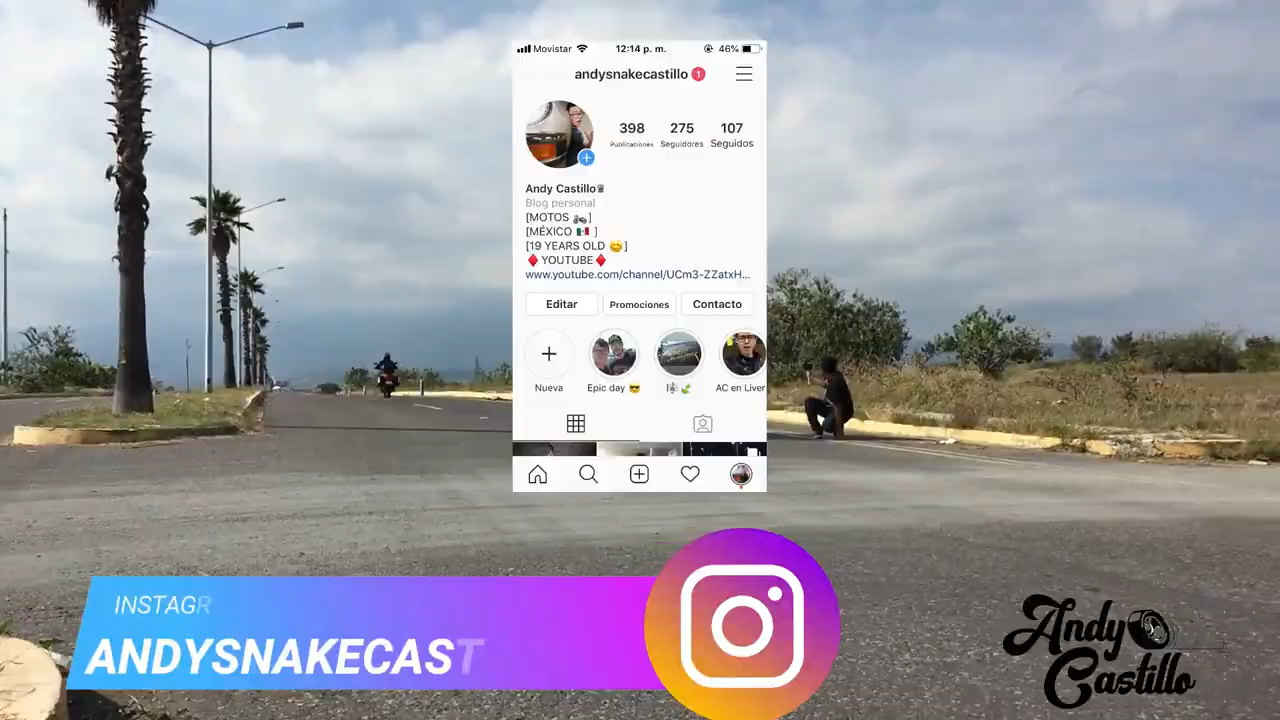 Movistar 12:14 p. m. 46%
andysnakecastillo 1
398 275 107
Publicaciones Seguidores Seguidos
Andy Castillo♛
Blog personal
[MOTOS 🏍]
[MÉXICO 🇲🇽 ]
[19 YEARS OLD 😋]
♦️YOUTUBE♦️
www.youtube.com/channel/UCm3-ZZatxH...
Editar Promociones Contacto
Nueva Epic day 😎 AC en Liver
INSTAGR
ANDYSNAKECAST
Andy
Castillo